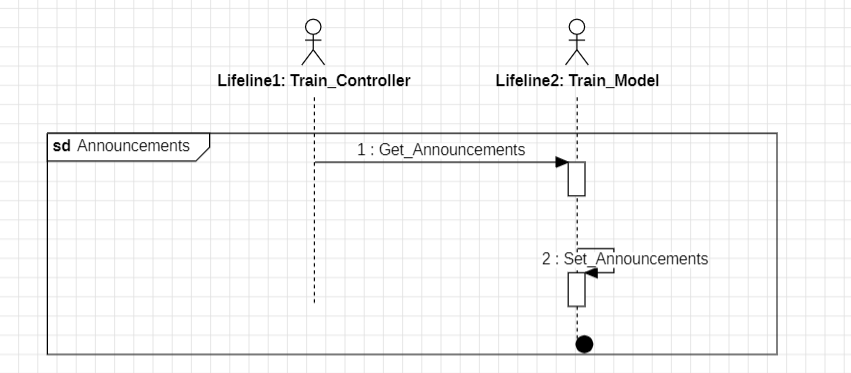 Lifeline1: Train_Controller
Lifeline2: Train_Model
sd Announcements
1 : Get_Announcements
2 : Set_Announcements